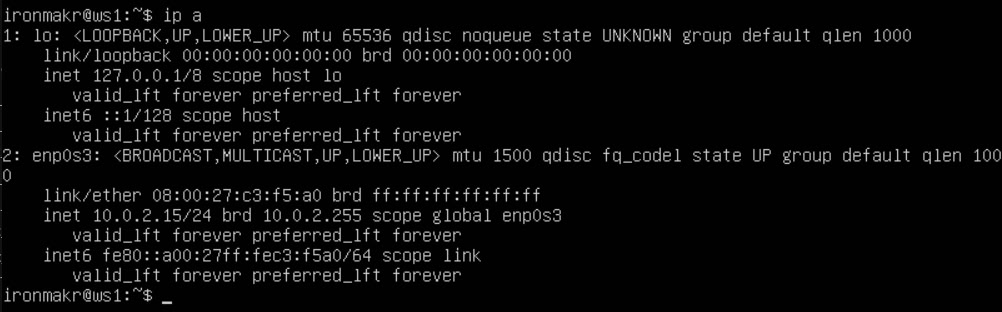 ironmakr@ws1:~$ ip a
1: lo: <LOOPBACK,UP,LOWER_UP> mtu 65536 qdisc noqueue state UNKNOWN group default qlen 1000
    link/loopback 00:00:00:00:00:00 brd 00:00:00:00:00:00
    inet 127.0.0.1/8 scope host lo
       valid_lft forever preferred_lft forever
    inet6 ::1/128 scope host
       valid_lft forever preferred_lft forever
2: enp0s3: <BROADCAST,MULTICAST,UP,LOWER_UP> mtu 1500 qdisc fq_codel state UP group default qlen 100
0
    link/ether 08:00:27:c3:f5:a0 brd ff:ff:ff:ff:ff:ff
    inet 10.0.2.15/24 brd 10.0.2.255 scope global enp0s3
       valid_lft forever preferred_lft forever
    inet6 fe80::a00:27ff:fec3:f5a0/64 scope link
       valid_lft forever preferred_lft forever
ironmakr@ws1:~$ _